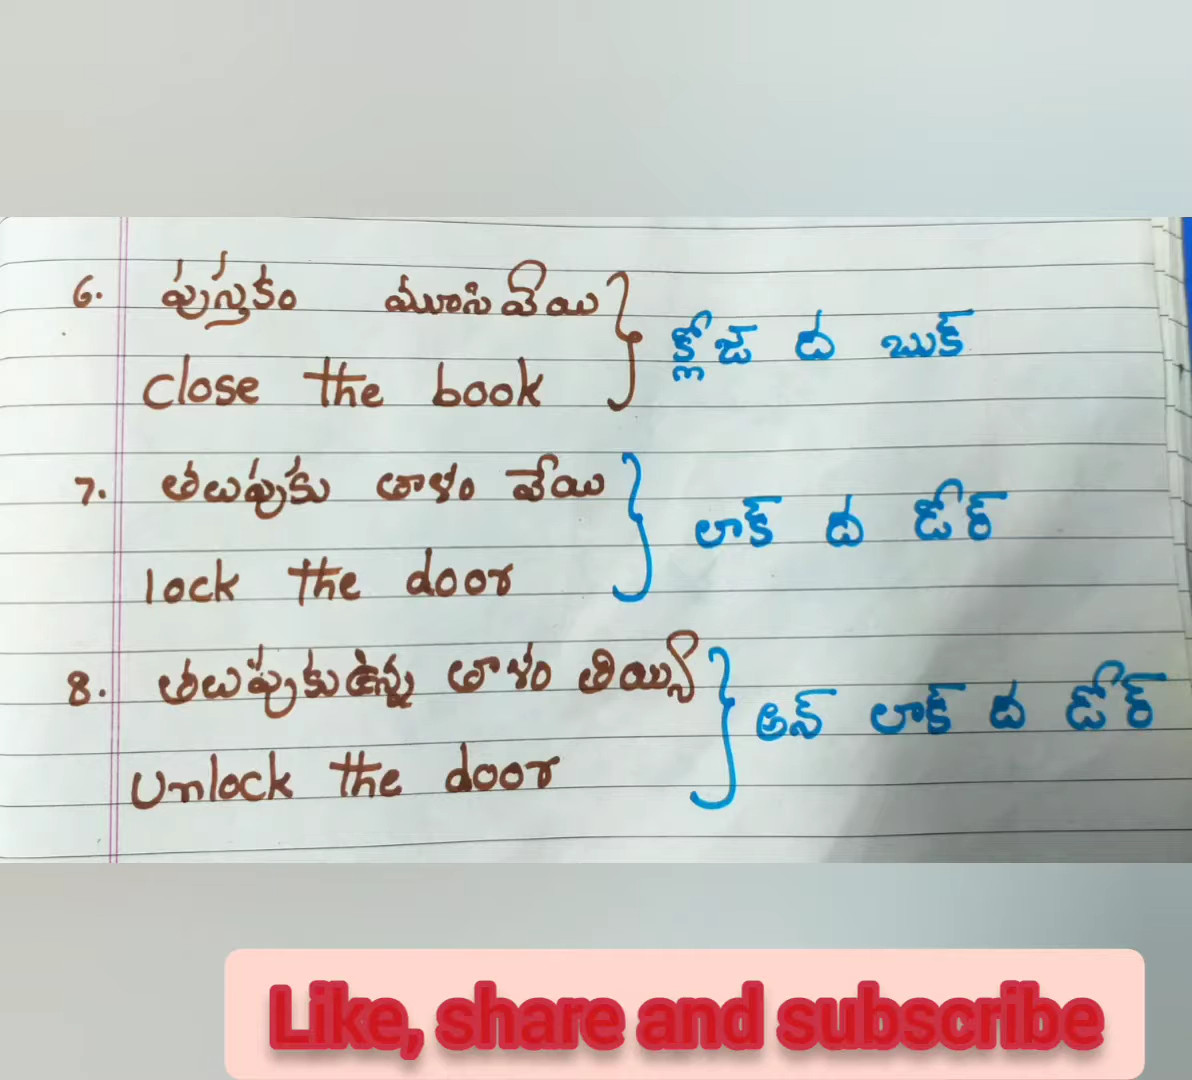 6. పుస్తకం మూసి వేయి
close the book
క్లోజ్ ద బుక్
7. తలుపుకు తాళం వేయి
lock the door
లాక్ ద డోర్
8. తలుపుకు ఉన్న తాళం తియ్యి
Unlock the door
అన్ లాక్ ద డోర్
Like, share and subscribe